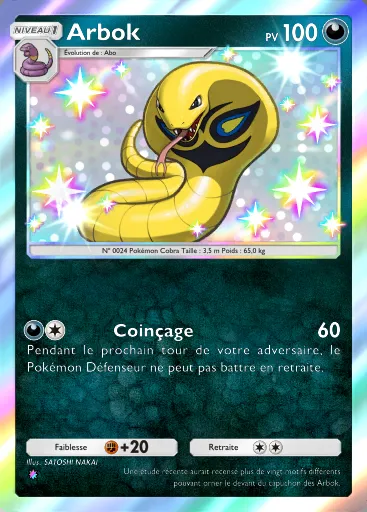 NIVEAU 1
Arbok
PV 100
Évolution de : Abo
N° 0024 Pokémon Cobra Taille : 3,5 m Poids : 65,0 kg
Coinçage 60
Pendant le prochain tour de votre adversaire, le
Pokémon Défenseur ne peut pas battre en retraite.
Faiblesse +20 Retraite
Illus. SATOSHI NAKAI
Une étude récente aurait recensé plus de vingt motifs différents
pouvant orner le devant du capuchon des Arbok.